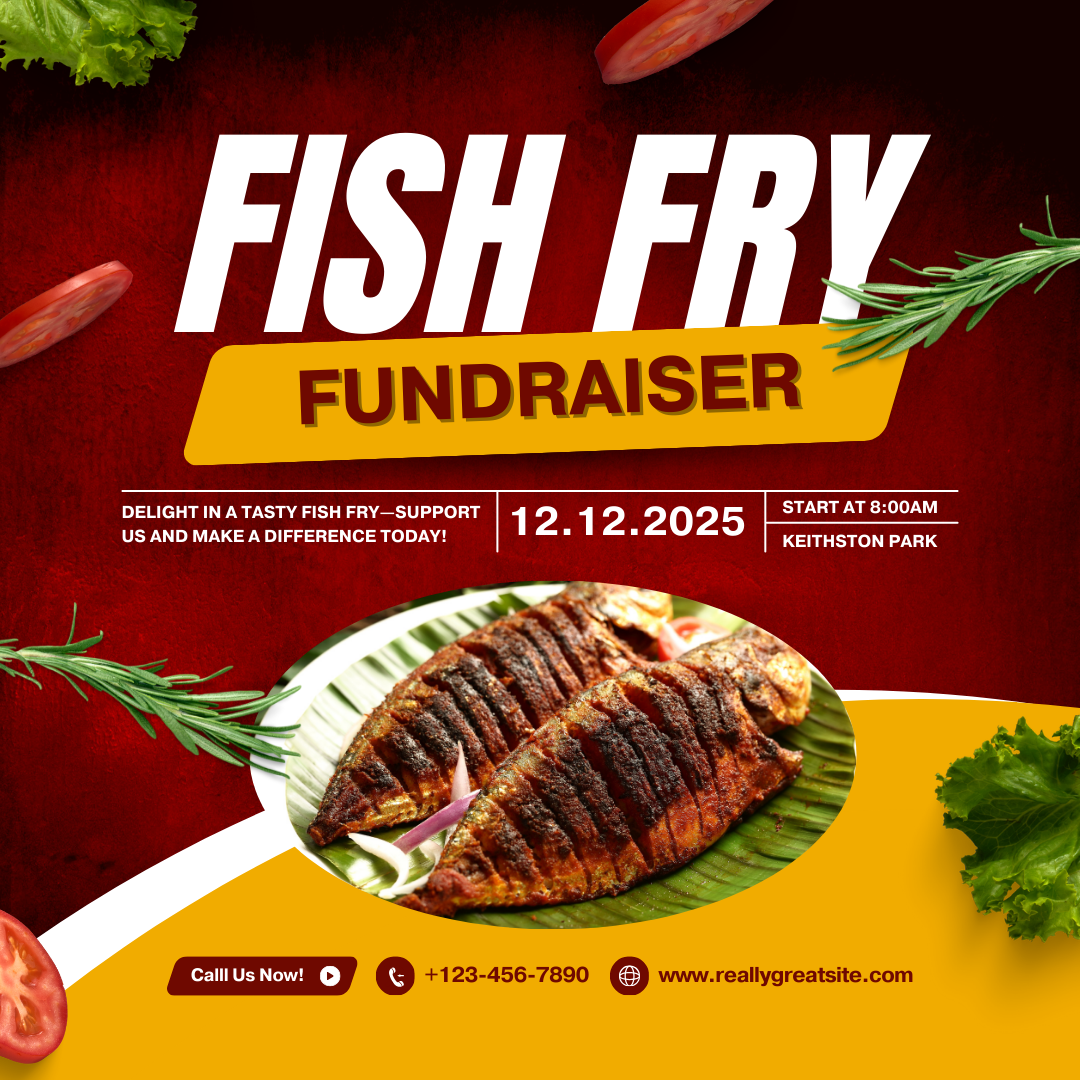 FISH FRY
FUNDRAISER
DELIGHT IN A TASTY FISH FRY—SUPPORT
US AND MAKE A DIFFERENCE TODAY!
12.12.2025
START AT 8:00AM
KEITHSTON PARK
Calll Us Now!
+123-456-7890
www.reallygreatsite.com